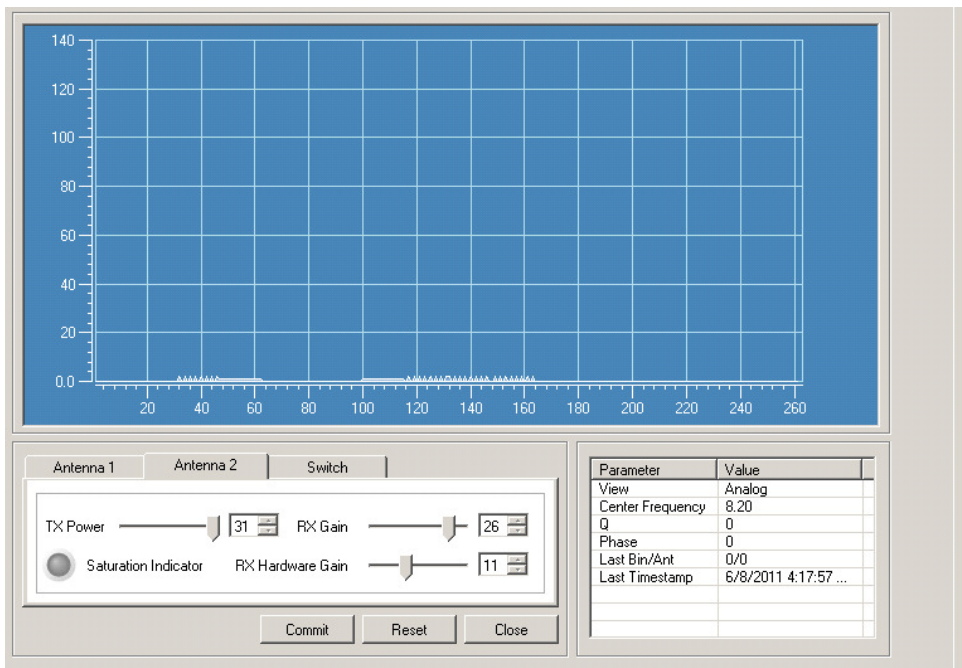 140
120
100
80
60
40
20
0.0
20 40 60 80 100 120 140 160 180 200 220 240 260
Antenna 1 Antenna 2 Switch
TX Power 31 RX Gain 26
Saturation Indicator RX Hardware Gain 11
Commit Reset Close
Parameter Value
View Analog
Center Frequency 8.20
Q 0
Phase 0
Last Bin/Ant 0/0
Last Timestamp 6/8/2011 4:17:57 ...